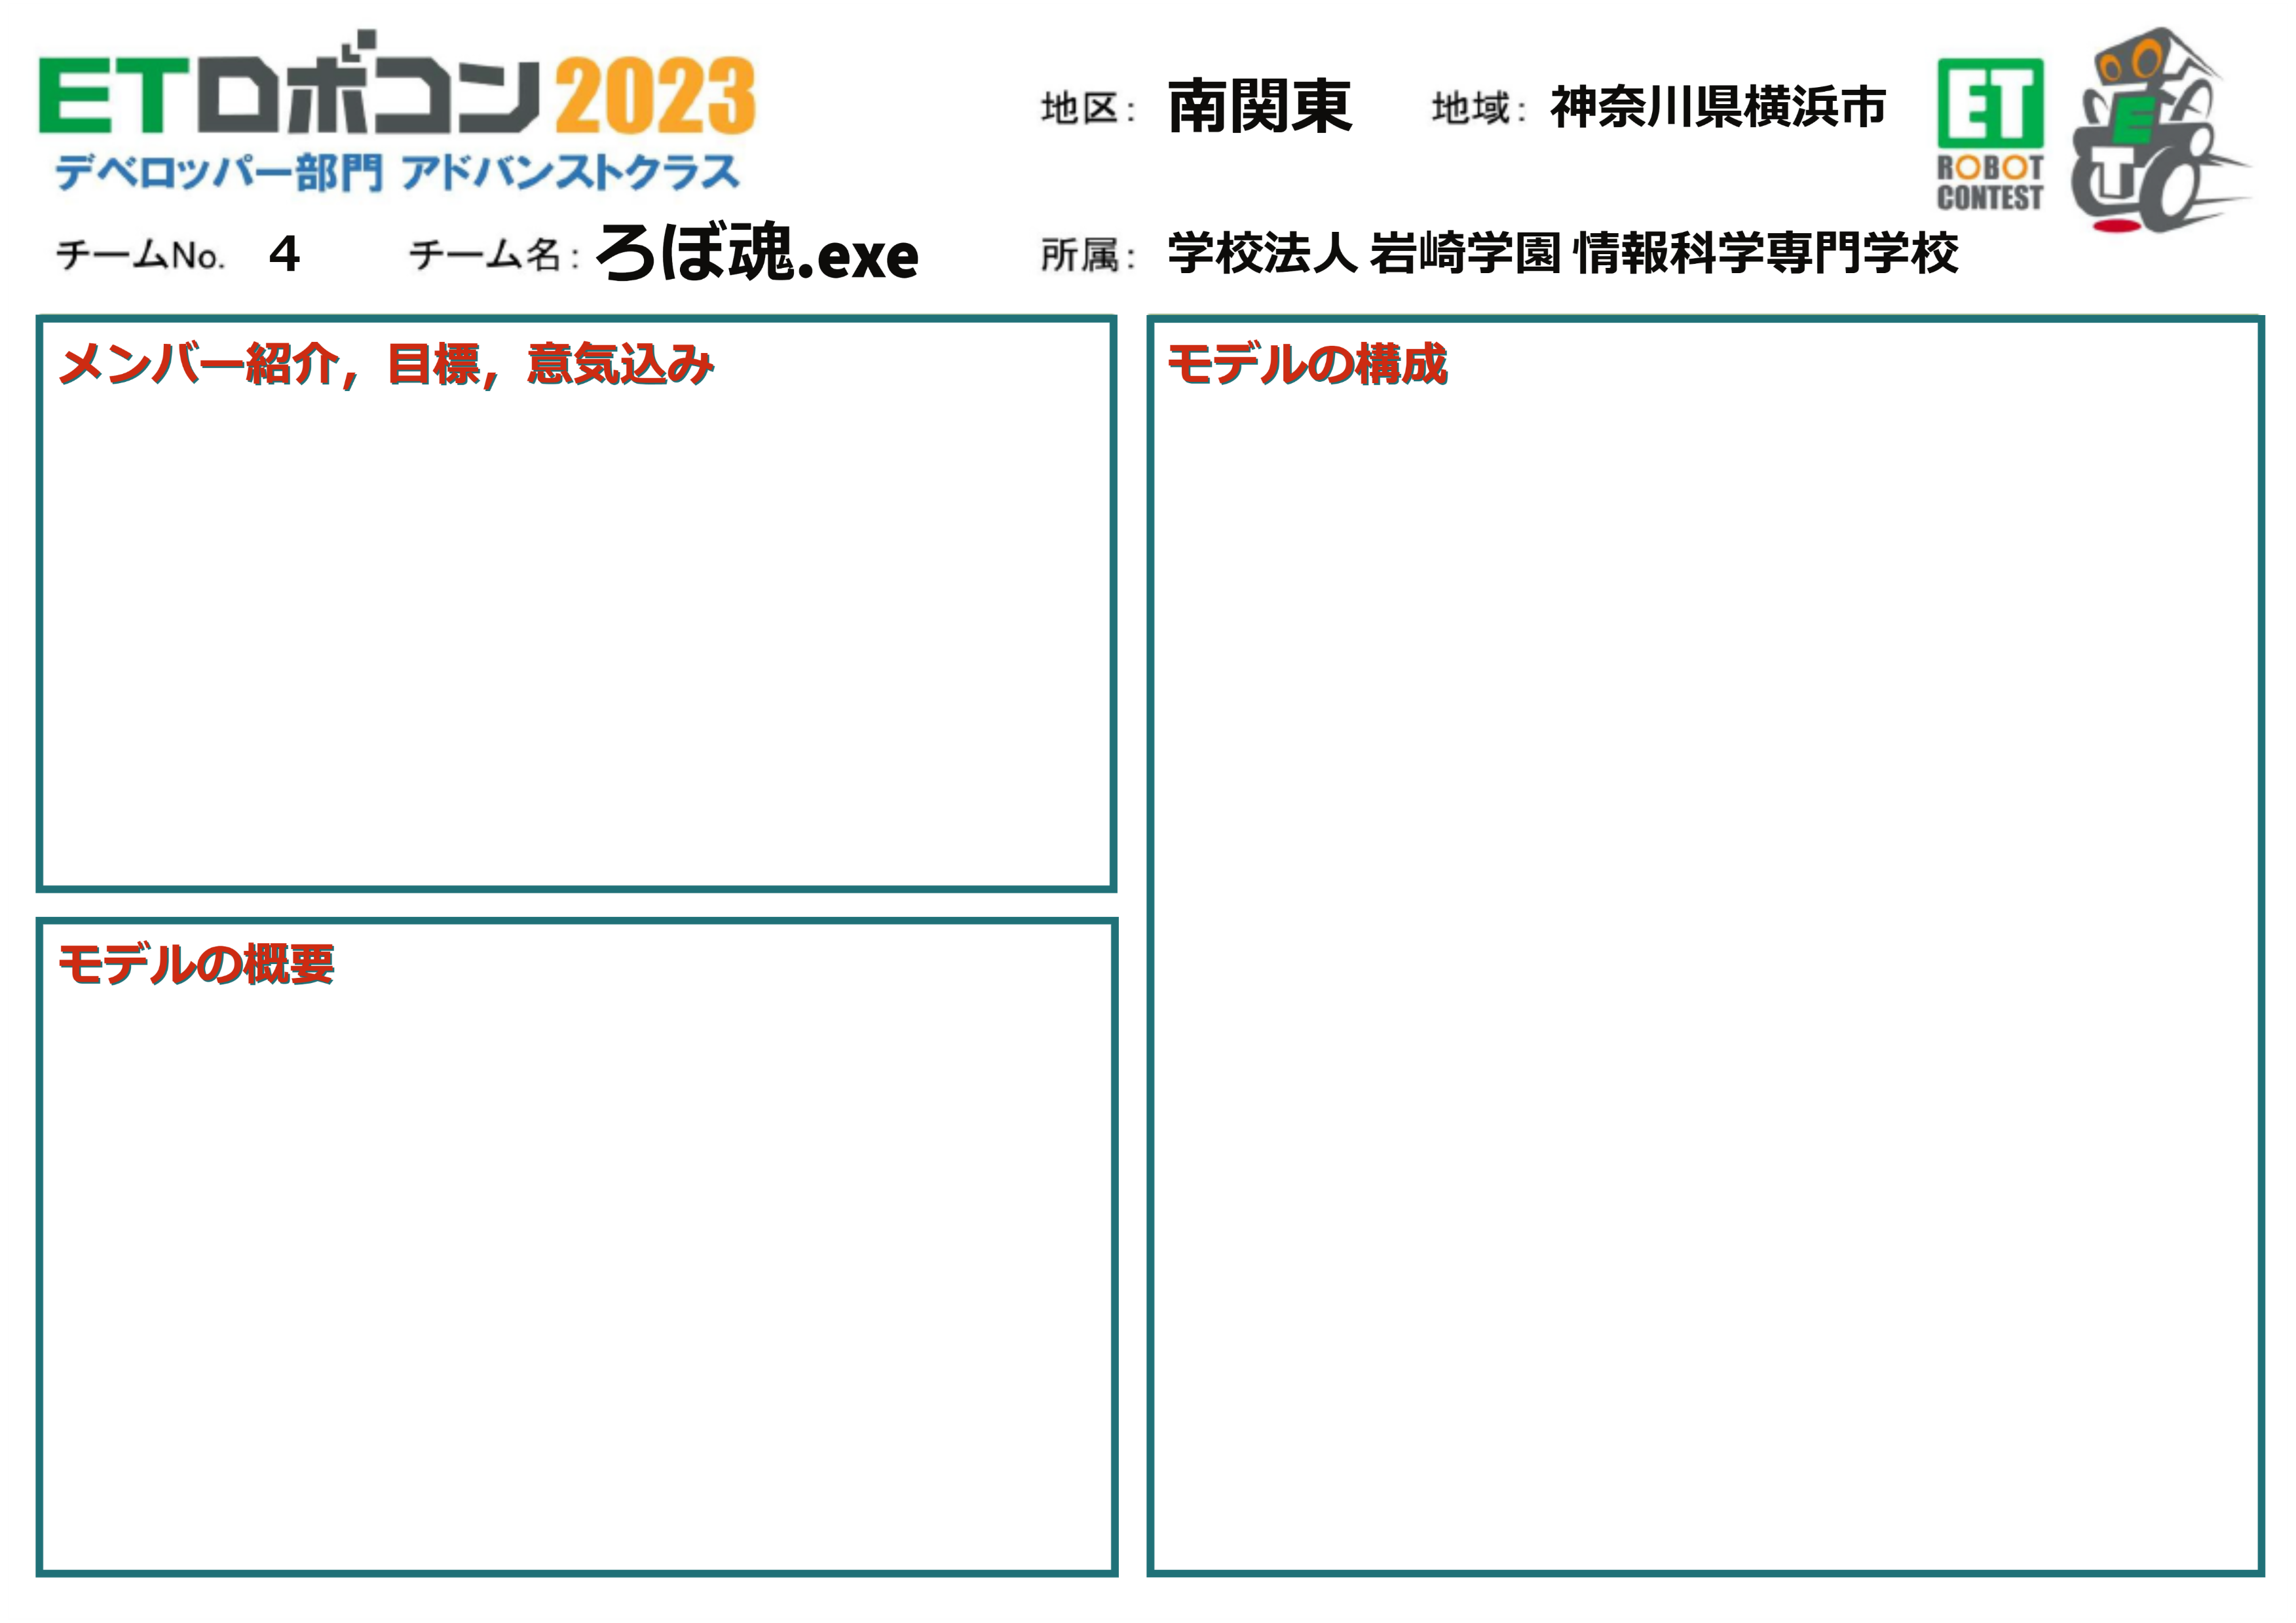 ETロボコン2023
デベロッパー部門 アドバンストクラス
地区： 南関東 地域： 神奈川県横浜市
ET
ROBOT
CONTEST
E
T
チームNo. 4 チーム名： ろぼ魂.exe 所属： 学校法人 岩崎学園 情報科学専門学校
メンバー紹介，目標，意気込み
モデルの概要
モデルの構成